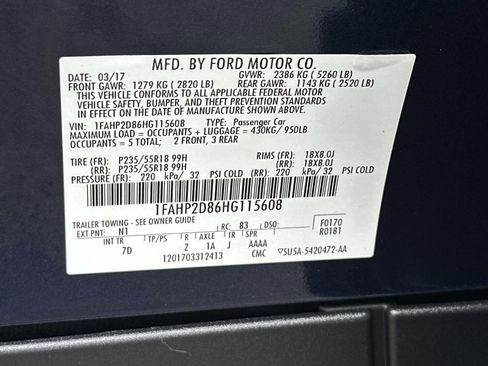 MFD. BY FORD MOTOR CO.
DATE: 03/17 GVWR: 2386 KG ( 5260 LB)
FRONT GAWR: 1279 KG ( 2820 LB) REAR GAWR: 1143 KG ( 2520 LB)
THIS VEHICLE CONFORMS TO ALL APPLICABLE FEDERAL MOTOR
VEHICLE SAFETY, BUMPER, AND THEFT PREVENTION STANDARDS IN
EFFECT ON THE DATE OF MANUFACTURE SHOWN ABOVE.
VIN: 1FAHP2D86HG115608 TYPE: Passenger Car
MAXIMUM LOAD = OCCUPANTS + LUGGAGE = 430KG/ 950LB
OCCUPANTS = 5 TOTAL; 2 FRONT, 3 REAR
TIRE (FR): P235/55R18 99H RIMS (FR): 18X8.0J
TIRE (RR): P235/55R18 99H RIMS (RR): 18X8.0J
PRESSURE (FR): 220 kPa/ 32 PSI COLD (RR): 220 kPa/ 32 PSI COLD
1FAHP2D86HG115608
TRAILER TOWING - SEE OWNER GUIDE
EXT PNT: N1 RC: 83 DSO: F0170
R0181
INT TR TP/PS R AXLE TR
7D Z 1A J AAAA
1201703312413 CMC SU5A-5420472-AA